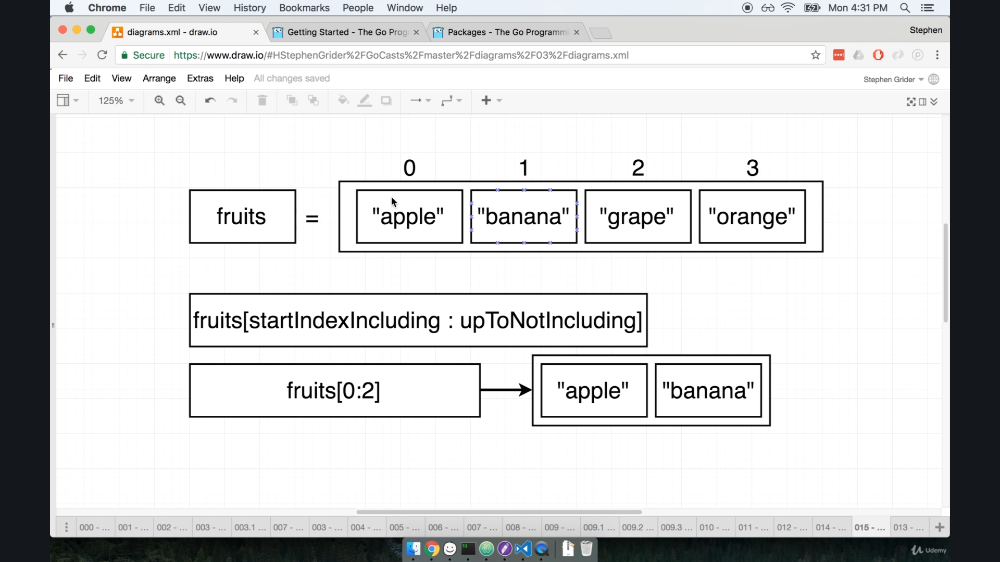 Chrome File Edit View History Bookmarks People Window Help Mon 4:31 PM
diagrams.xml - draw.io Getting Started - The Go Prog Packages - The Go Programmi Stephen
Secure https://www.draw.io/#HStephenGrider%2FGoCasts%2Fmaster%2Fdiagrams%2F03%2Fdiagrams.xml
File Edit View Arrange Extras Help All changes saved Stephen Grider
125%
0 1 2 3
fruits = "apple" "banana" "grape" "orange"
fruits[startIndexIncluding : upToNotIncluding]
fruits[0:2] "apple" "banana"
000 - ... 001 - ... 002 - ... 003 - ... 003.1 ... 007 - ... 003 - ... 004 - ... 005 - ... 006 - ... 007 - ... 008 - ... 009 - ... 009.1 ... 009.2 ... 009.3 ... 010 - ... 011 - ... 012 - ... 014 - ... 015 - ... 013 - ...
Udemy